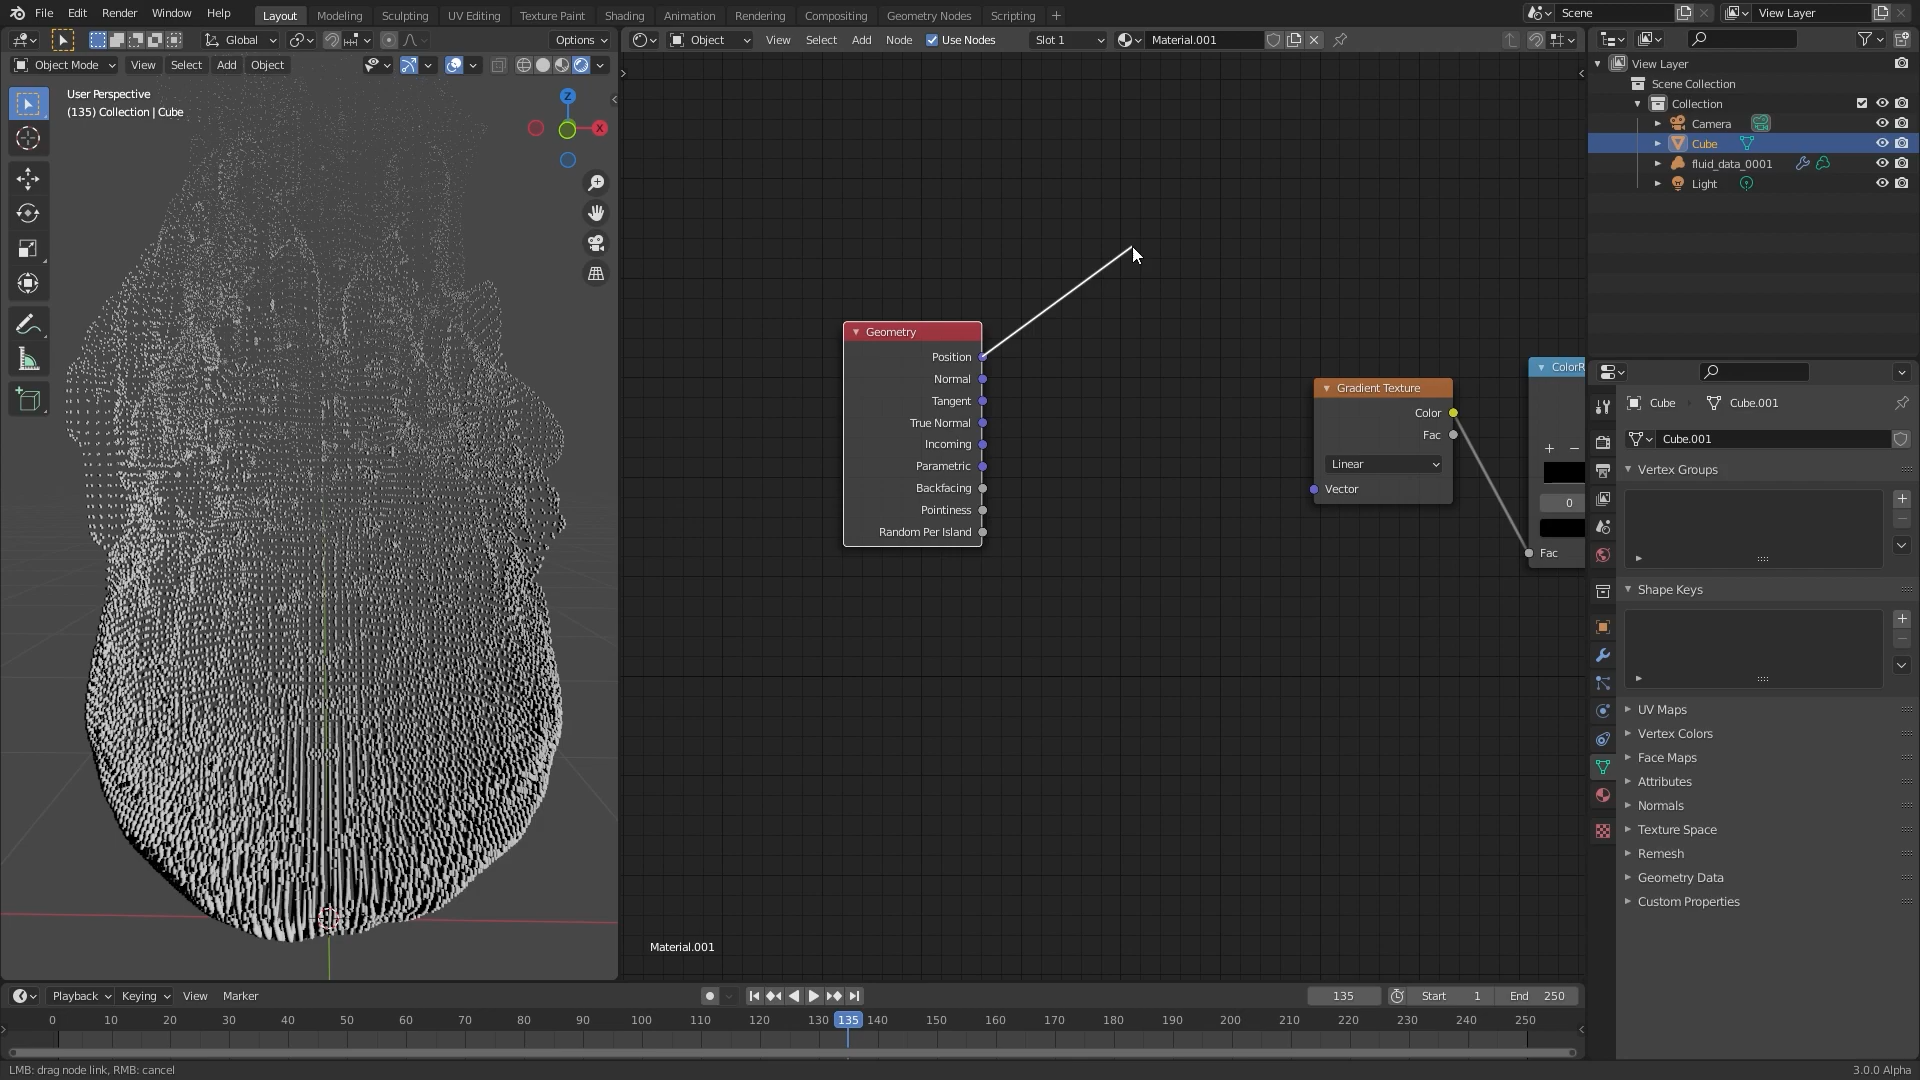 File Edit Render Window Help
Layout Modeling Sculpting UV Editing Texture Paint Shading Animation Rendering Compositing Geometry Nodes Scripting
Scene
View Layer
Global
Options
Object View Select Add Node Use Nodes Slot 1 Material.001
Object Mode View Select Add Object
User Perspective
(135) Collection | Cube
Z
X
View Layer
Scene Collection
Collection
Camera
Cube
fluid_data_0001
Light
Geometry
Position
Normal
Tangent
True Normal
Incoming
Parametric
Backfacing
Pointiness
Random Per Island
Gradient Texture
Color
Fac
Linear
Vector
ColorR
0
Fac
Cube Cube.001
Cube.001
Vertex Groups
Shape Keys
UV Maps
Vertex Colors
Face Maps
Attributes
Normals
Texture Space
Remesh
Geometry Data
Custom Properties
Material.001
Playback Keying View Marker
135 Start 1 End 250
0 10 20 30 40 50 60 70 80 90 100 110 120 130 135 140 150 160 170 180 190 200 210 220 230 240 250
LMB: drag node link, RMB: cancel
3.0.0 Alpha